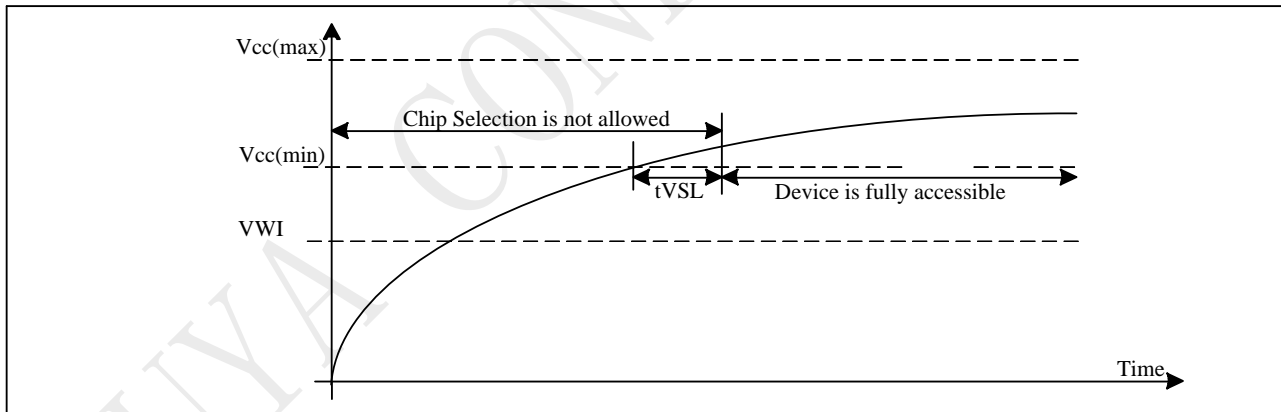 Vcc(max)
Chip Selection is not allowed
Vcc(min)
tVSL
Device is fully accessible
VWI
Time